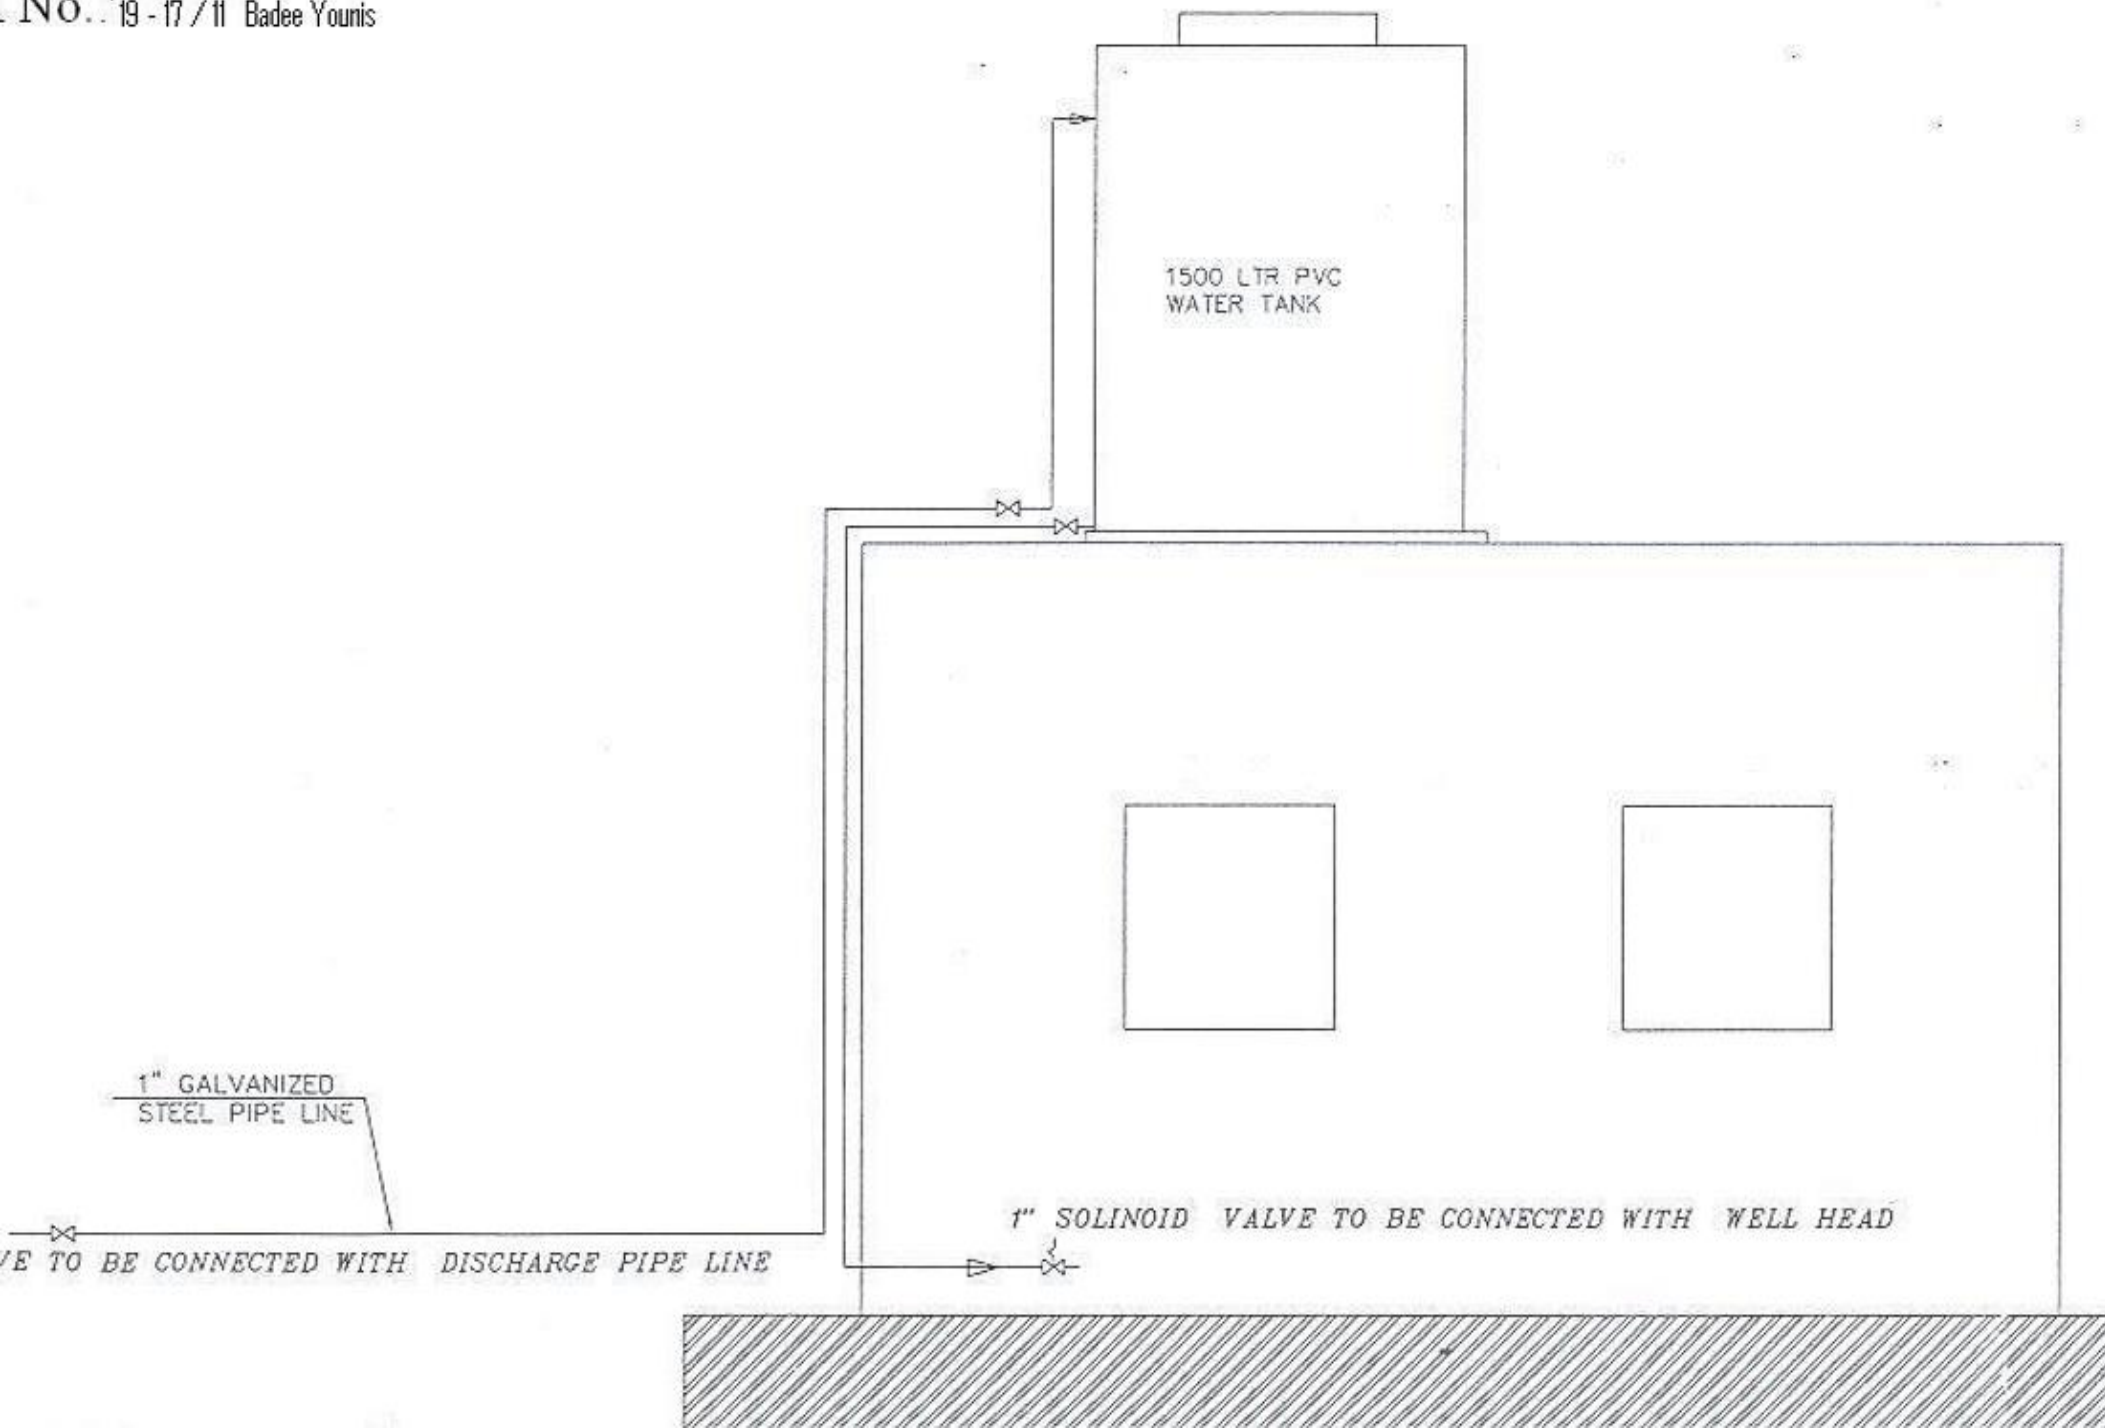 No.. 19 - 17 / 11 Badee Younis
1500 LTR PVC
WATER TANK
1" GALVANIZED
STEEL PIPE LINE
1" SOLINOID VALVE TO BE CONNECTED WITH WELL HEAD
VE TO BE CONNECTED WITH DISCHARGE PIPE LINE